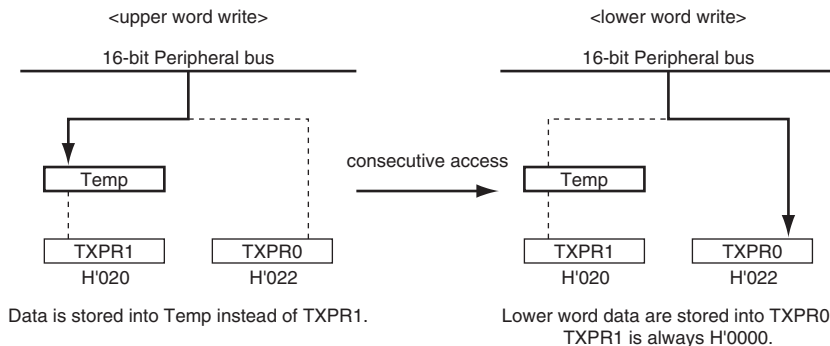 <upper word write>
<lower word write>
16-bit Peripheral bus
16-bit Peripheral bus
consecutive access
Temp
Temp
TXPR1
TXPR0
TXPR1
TXPR0
H'020
H'022
H'020
H'022
Data is stored into Temp instead of TXPR1.
Lower word data are stored into TXPR0
TXPR1 is always H'0000.